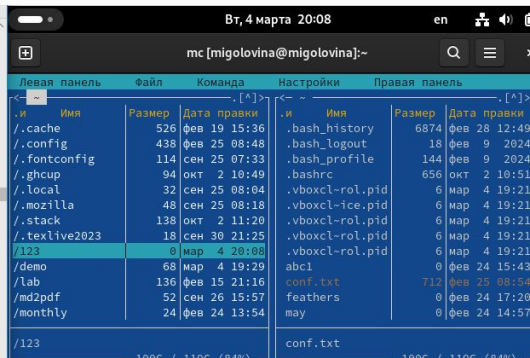 Вт, 4 марта 20:08 en
mc [migolovina@migolovina]:~
Левая панель Файл Команда Настройки Правая панель
<- ~ .[^]> <- ~ .[^]>
.и Имя Размер Дата правки .и Имя Размер Дата правки
/.cache 526 фев 19 15:36 .bash_history 6874 фев 28 12:49
/.config 438 фев 25 08:48 .bash_logout 18 фев 9 2024
/.fontconfig 114 сен 25 07:33 .bash_profile 144 фев 9 2024
/.ghcup 94 окт 2 10:49 .bashrc 656 окт 2 10:51
/.local 32 сен 25 08:04 .vboxcl~rol.pid 6 мар 4 19:21
/.mozilla 48 сен 25 08:18 .vboxcl~ice.pid 6 мар 4 19:21
/.stack 138 окт 2 11:20 .vboxcl~rol.pid 6 мар 4 19:21
/.texlive2023 18 сен 30 21:25 .vboxcl~rol.pid 6 мар 4 19:21
/123 0 мар 4 20:08 .vboxcl~rol.pid 6 мар 4 19:21
/demo 68 мар 4 19:29 abc1 0 фев 24 15:43
/lab 136 фев 15 21:16 conf.txt 712 фев 25 08:54
/md2pdf 52 сен 26 15:57 feathers 0 фев 24 17:20
/monthly 24 фев 24 13:54 may 0 фев 24 14:57
/123 conf.txt